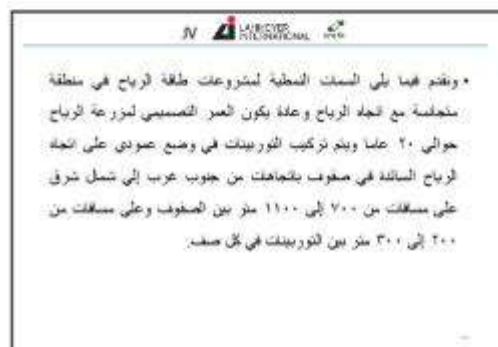 JV LAHMEYER INTERNATIONAL
• ونقدم فيما يلي السمات النمطية لمشروعات طاقة الرياح في منطقة
متجانسة مع اتجاه الرياح وعادة يكون العمر التصميمي لمزرعة الرياح
حوالي ٢٠ عاما ويتم تركيب التوربينات في وضع عمودي على اتجاه
الرياح السائدة في صفوف باتجاهات من جنوب غرب إلي شمال شرق
على مسافات من ٧٠٠ إلى ١١٠٠ متر بين الصفوف وعلى مسافات من
٢٠٠ إلى ٣٠٠ متر بين التوربينات في كل صف.